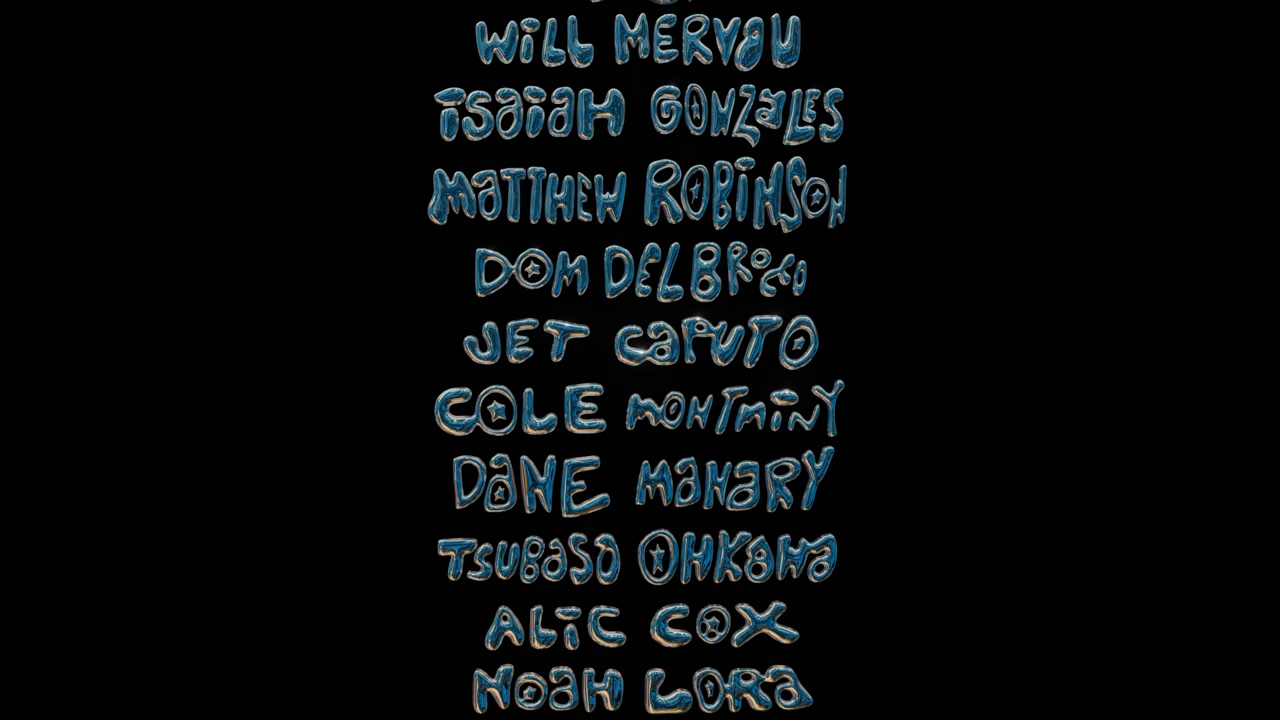 WiLL MERVaU
iSaiaH GONZaLES
MaTTHEW ROBiNSON
DOM DELBROCO
JET CaPUTO
COLE MONTMiNY
DaNE MaHaRY
TSUBaSa OHKaWa
ALiC COX
NOaH LORa